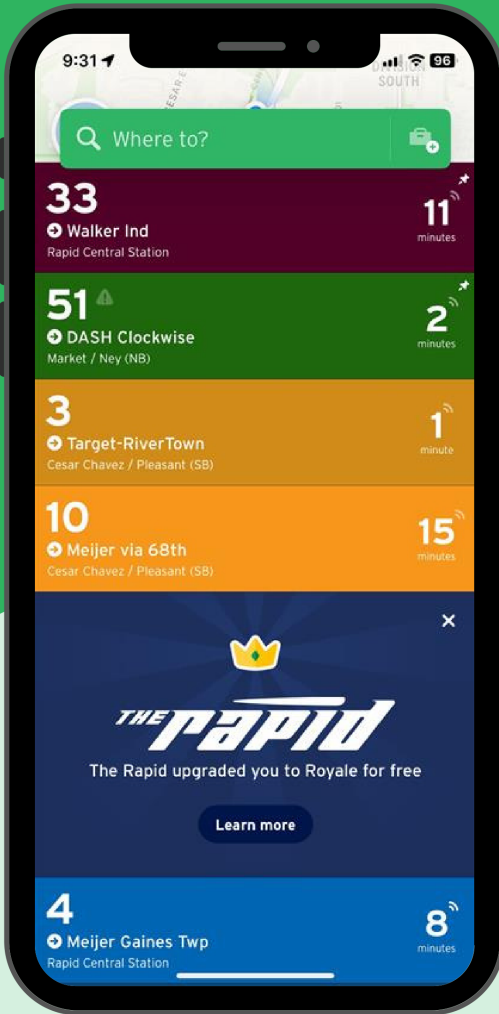 9:31
96
DIVISION
SOUTH
Where to?
33
Walker Ind
Rapid Central Station
11
minutes
51
DASH Clockwise
Market / Ney (NB)
2
minutes
3
Target-RiverTown
Cesar Chavez / Pleasant (SB)
1
minute
10
Meijer via 68th
Cesar Chavez / Pleasant (SB)
15
minutes
THE rapid
The Rapid upgraded you to Royale for free
Learn more
4
Meijer Gaines Twp
Rapid Central Station
8
minutes